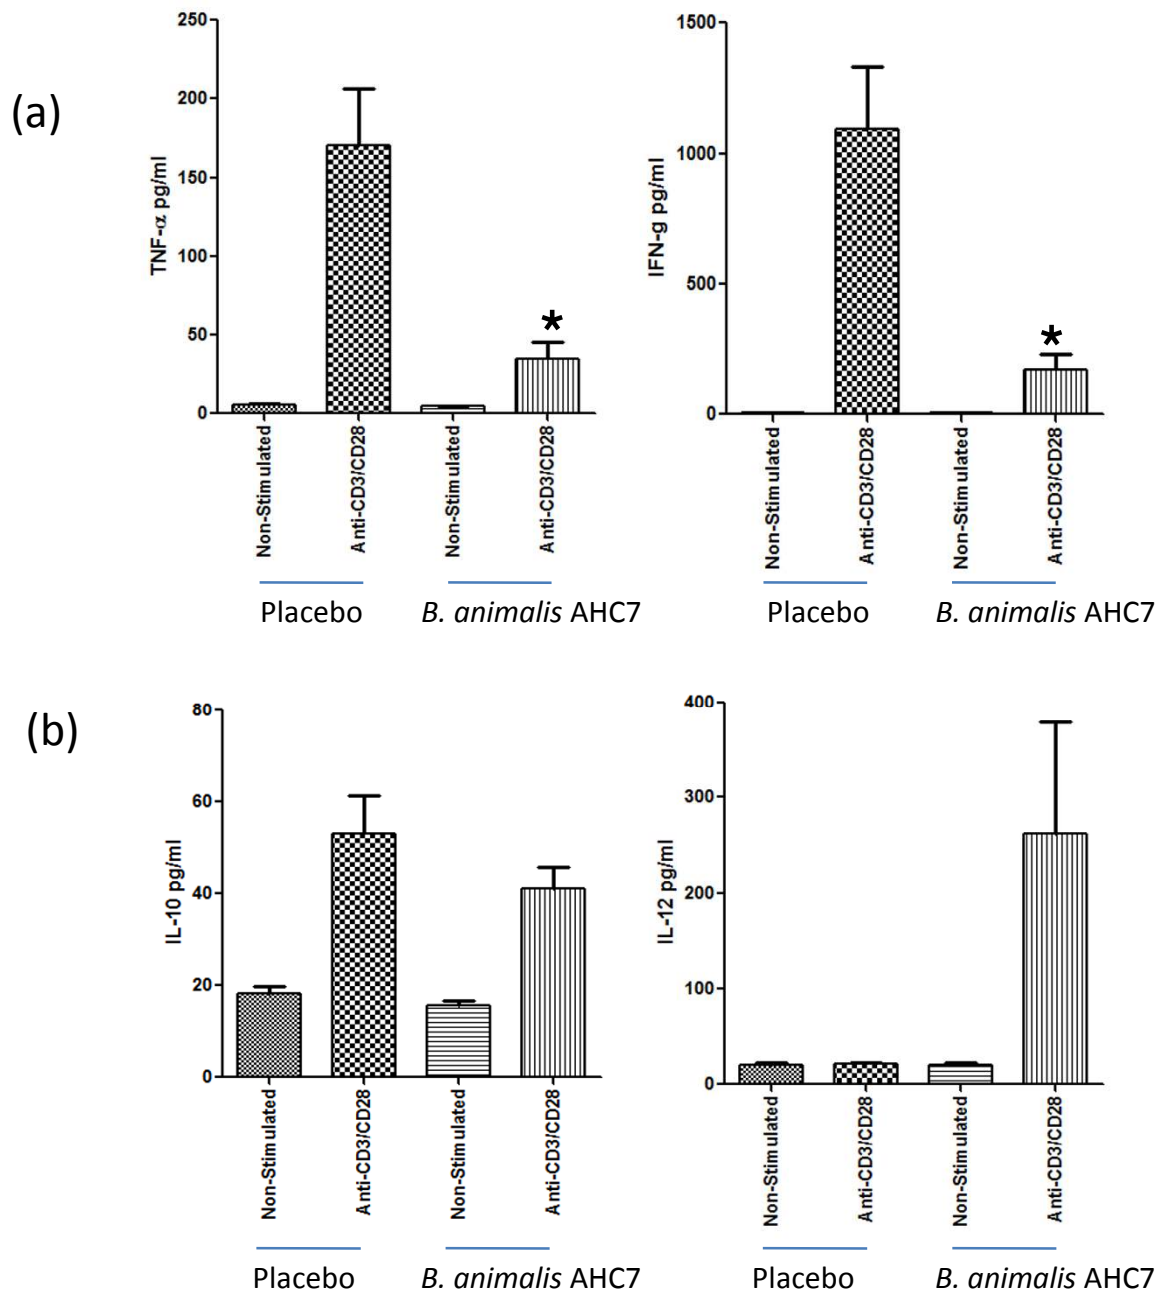 (a)
250
200
150
100
50
0
TNF-α pg/ml
*
Non-Stimulated
Anti-CD3/CD28
Non-Stimulated
Anti-CD3/CD28
Placebo
B. animalis AHC7
1500
1000
500
0
IFN-g pg/ml
*
Non-Stimulated
Anti-CD3/CD28
Non-Stimulated
Anti-CD3/CD28
Placebo
B. animalis AHC7
(b)
80
60
40
20
0
IL-10 pg/ml
Non-Stimulated
Anti-CD3/CD28
Non-Stimulated
Anti-CD3/CD28
Placebo
B. animalis AHC7
400
300
200
100
0
IL-12 pg/ml
Non-Stimulated
Anti-CD3/CD28
Non-Stimulated
Anti-CD3/CD28
Placebo
B. animalis AHC7